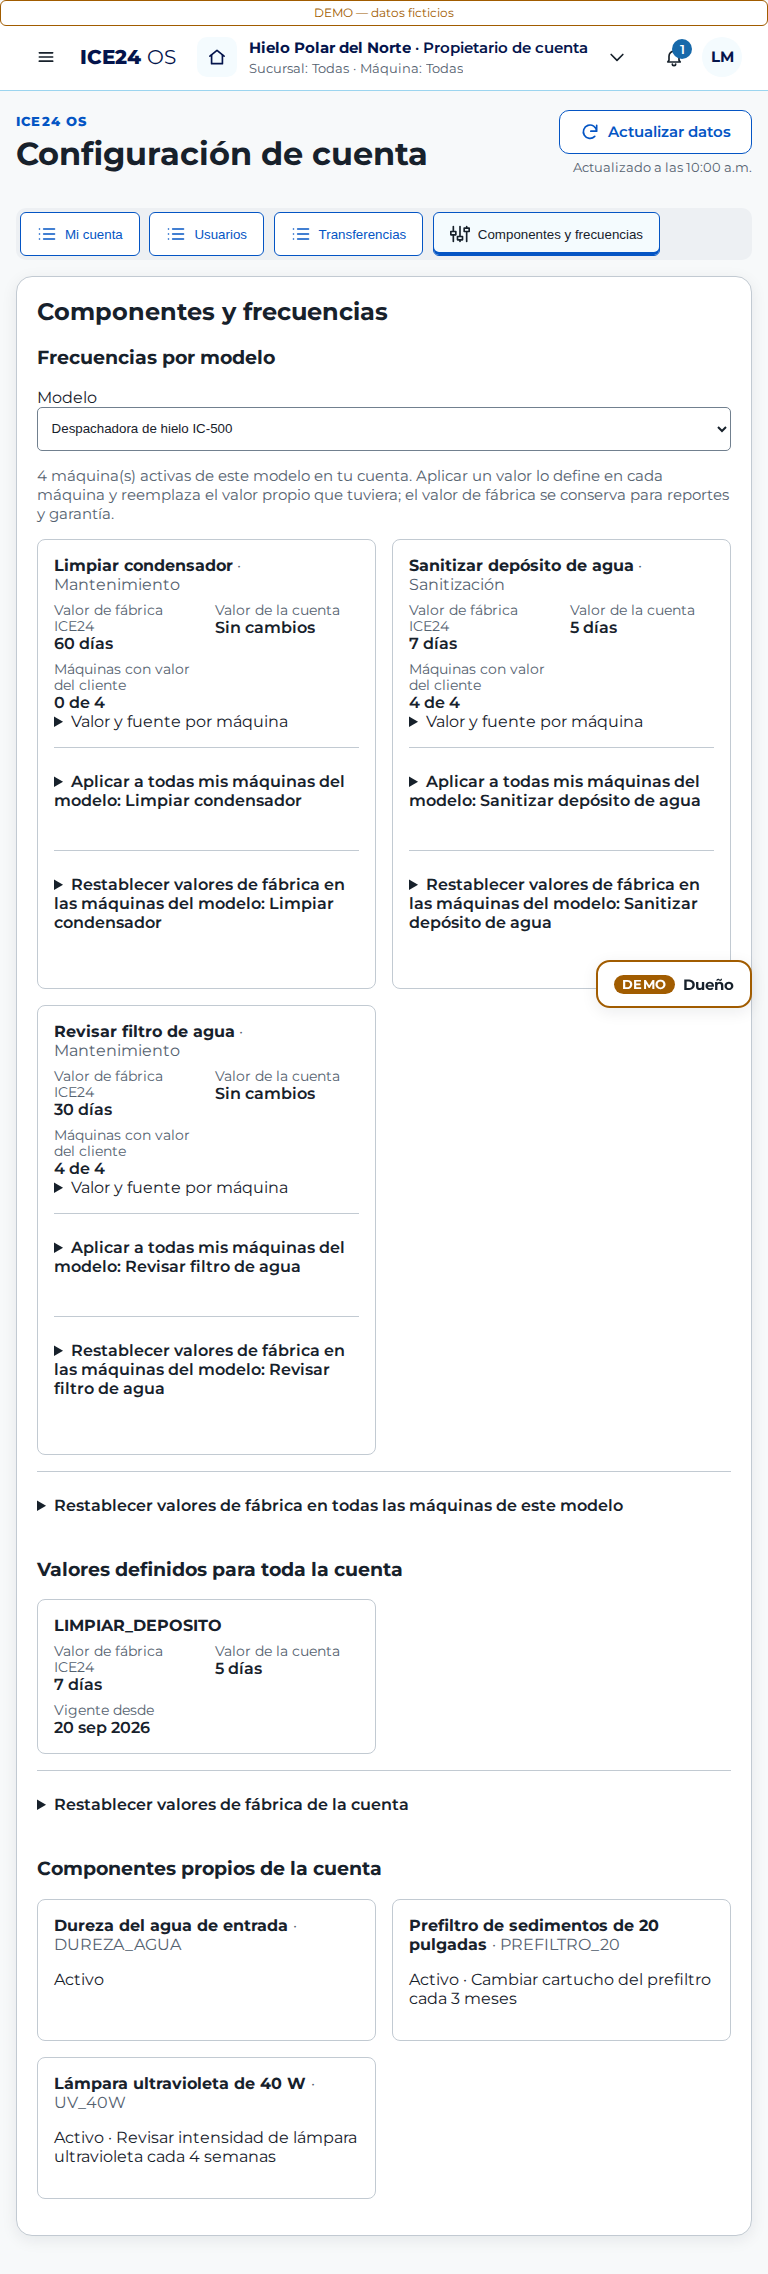 DEMO — datos ficticios
ICE24 OS
Hielo Polar del Norte · Propietario de cuenta
Sucursal: Todas · Máquina: Todas
1
LM
ICE24 OS
Configuración de cuenta
Actualizar datos
Actualizado a las 10:00 a.m.
Mi cuenta
Usuarios
Transferencias
Componentes y frecuencias
Componentes y frecuencias
Frecuencias por modelo
Modelo
Despachadora de hielo IC-500
4 máquina(s) activas de este modelo en tu cuenta. Aplicar un valor lo define en cada
máquina y reemplaza el valor propio que tuviera; el valor de fábrica se conserva para reportes
y garantía.
Limpiar condensador ·
Mantenimiento
Valor de fábrica
ICE24
60 días
Valor de la cuenta
Sin cambios
Máquinas con valor
del cliente
0 de 4
Valor y fuente por máquina
Aplicar a todas mis máquinas del
modelo: Limpiar condensador
Restablecer valores de fábrica en
las máquinas del modelo: Limpiar
condensador
Sanitizar depósito de agua ·
Sanitización
Valor de fábrica
ICE24
7 días
Valor de la cuenta
5 días
Máquinas con valor
del cliente
4 de 4
Valor y fuente por máquina
Aplicar a todas mis máquinas del
modelo: Sanitizar depósito de agua
Restablecer valores de fábrica en
las máquinas del modelo: Sanitizar
depósito de agua
DEMO Dueño
Revisar filtro de agua ·
Mantenimiento
Valor de fábrica
ICE24
30 días
Valor de la cuenta
Sin cambios
Máquinas con valor
del cliente
4 de 4
Valor y fuente por máquina
Aplicar a todas mis máquinas del
modelo: Revisar filtro de agua
Restablecer valores de fábrica en
las máquinas del modelo: Revisar
filtro de agua
Restablecer valores de fábrica en todas las máquinas de este modelo
Valores definidos para toda la cuenta
LIMPIAR_DEPOSITO
Valor de fábrica
ICE24
7 días
Valor de la cuenta
5 días
Vigente desde
20 sep 2026
Restablecer valores de fábrica de la cuenta
Componentes propios de la cuenta
Dureza del agua de entrada ·
DUREZA_AGUA
Activo
Prefiltro de sedimentos de 20
pulgadas · PREFILTRO_20
Activo · Cambiar cartucho del prefiltro
cada 3 meses
Lámpara ultravioleta de 40 W ·
UV_40W
Activo · Revisar intensidad de lámpara
ultravioleta cada 4 semanas